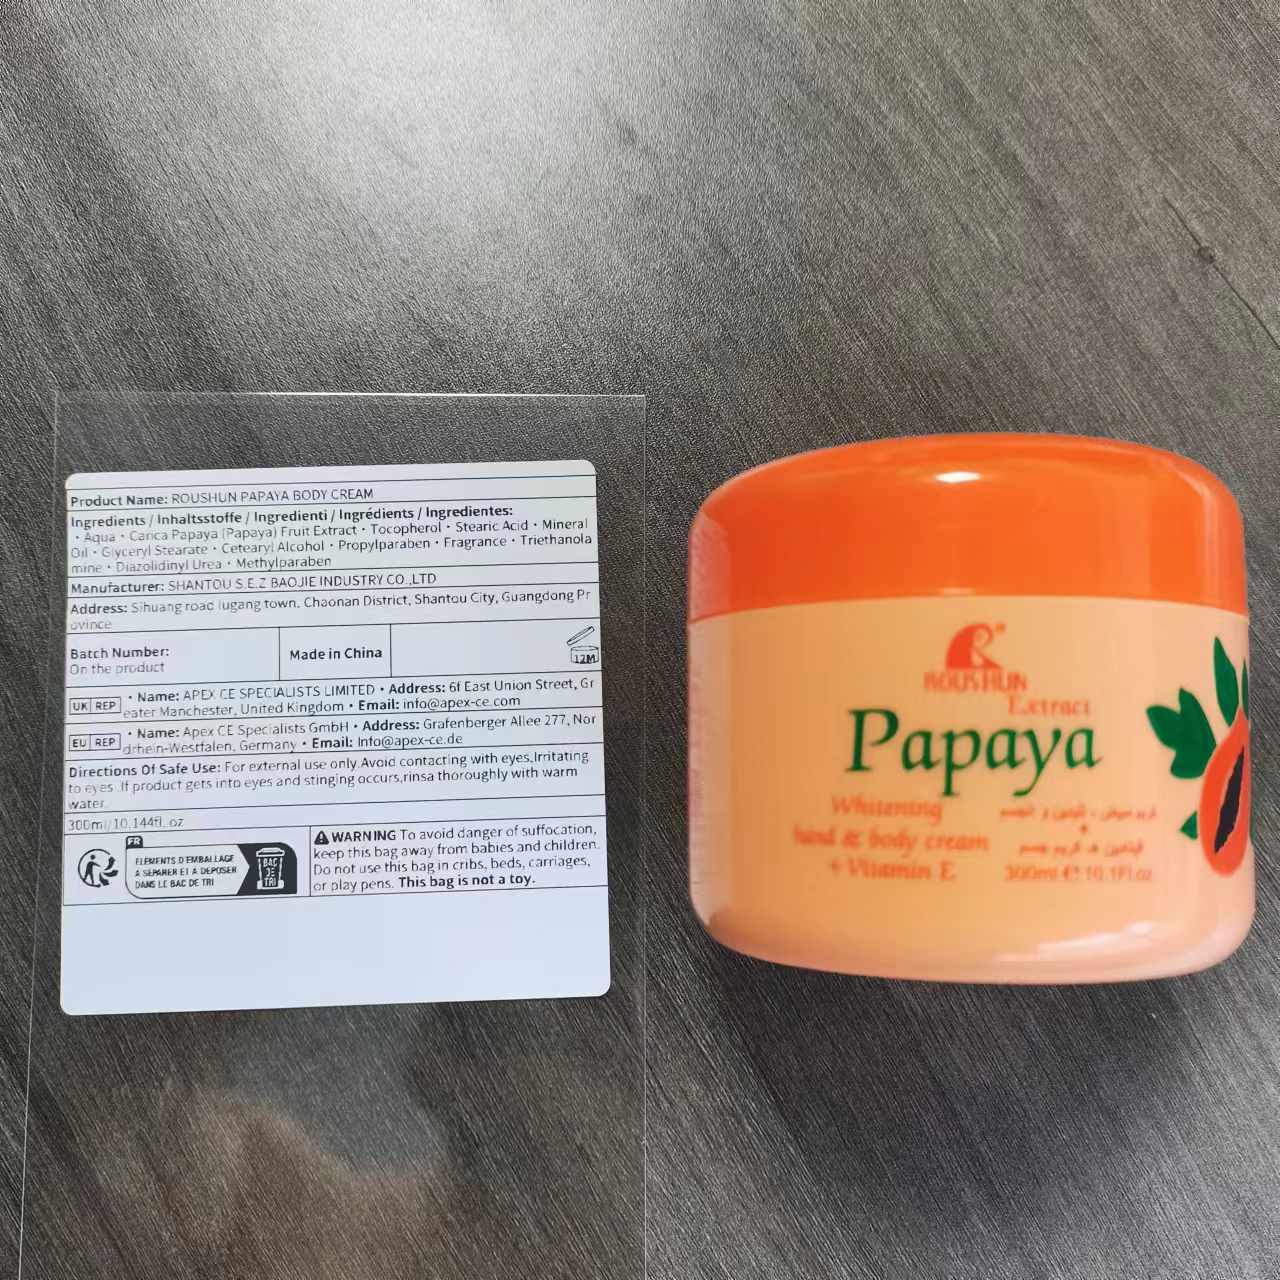 Product Name: ROUSHUN PAPAYA BODY CREAM
Ingredients / Inhaltsstoffe / Ingredienti / Ingrédients / Ingredientes:
• Aqua • Carica Papaya (Papaya) Fruit Extract • Tocopherol • Stearic Acid • Mineral
Oil • Glyceryl Stearate • Cetearyl Alcohol • Propylparaben • Fragrance • Triethanola
mine • Diazolidinyl Urea • Methylparaben
Manufacturer: SHANTOU S.E.Z BAOJIE INDUSTRY CO.,LTD
Address: Sihuang road lugang town, Chaonan District, Shantou City, Guangdong Pr
ovince
Batch Number:
On the product
Made in China
12M
UK REP
• Name: APEX CE SPECIALISTS LIMITED • Address: 6f East Union Street, Gr
eater Manchester, United Kingdom • Email: info@apex-ce.com
EU REP
• Name: Apex CE Specialists GmbH • Address: Grafenberger Allee 277, Nor
drhein-Westfalen, Germany • Email: Info@apex-ce.de
Directions Of Safe Use: For external use only.Avoid contacting with eyes,Irritating
to eyes .If product gets into eyes and stinging occurs,rinsa thoroughly with warm
water.
300ml/10.144fl. oz
FR
ÉLÉMENTS D'EMBALLAGE
À SÉPARER ET À DÉPOSER
DANS LE BAC DE TRI
BAC
DE
TRI
WARNING To avoid danger of suffocation,
keep this bag away from babies and children.
Do not use this bag in cribs, beds, carriages,
or play pens. This bag is not a toy.
ROUSHUN
Extract
Papaya
Whitening
hand & body cream
+ Vitamin E
300ml e 10.1Fl.oz